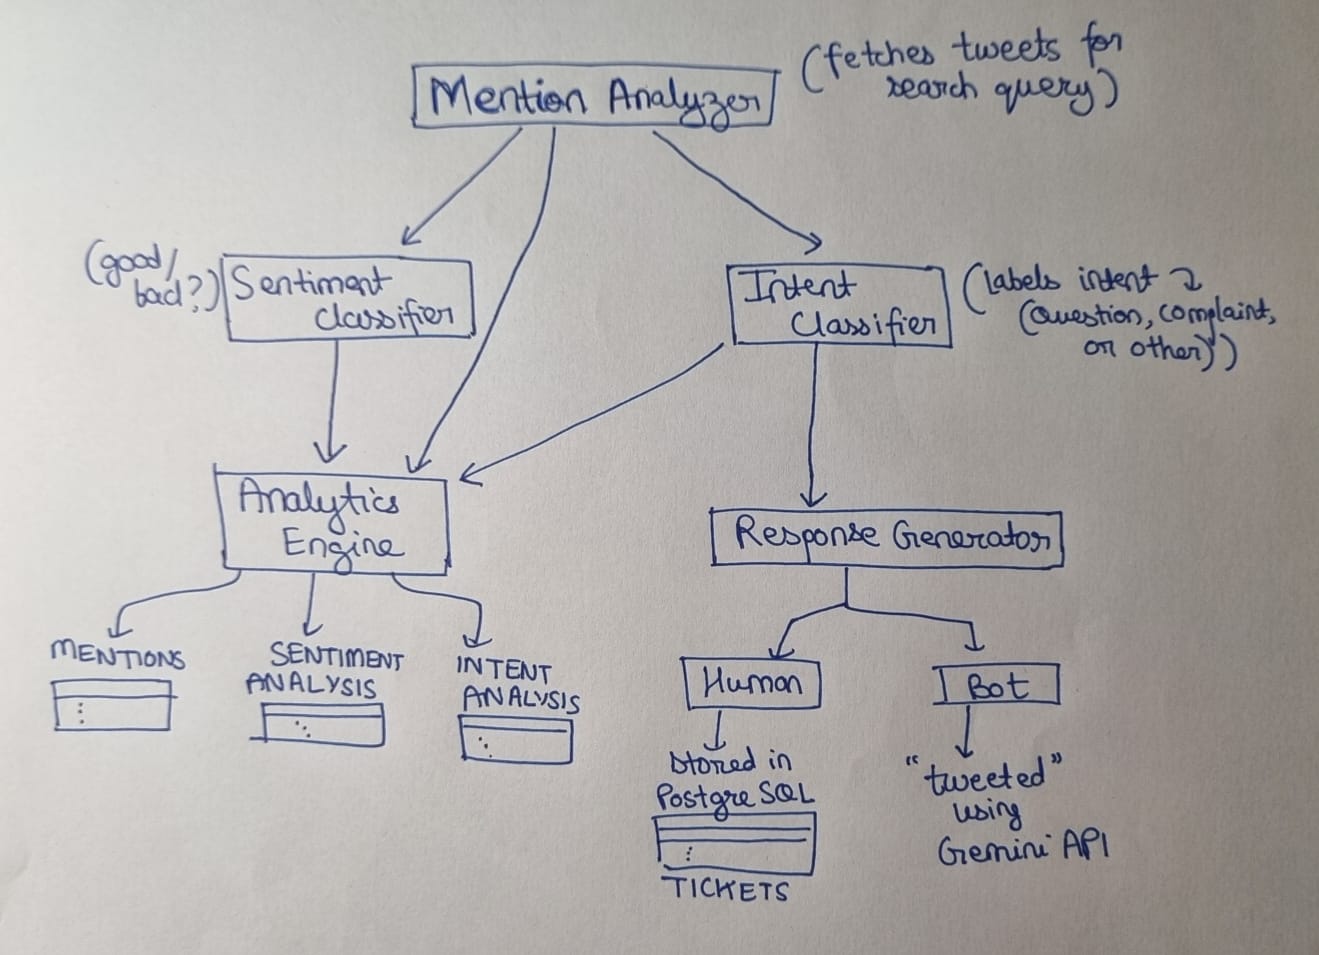 Mention Analyzer
(fetches tweets for
search query)
(good/
bad?)
Sentiment
classifier
Intent
Classifier
(labels intent
(question, complaint,
or other))
Analytics
Engine
Response Generator
MENTIONS
SENTIMENT
ANALYSIS
INTENT
ANALYSIS
Human
Bot
stored in
PostgreSQL
TICKETS
"tweeted"
using
Gemini API